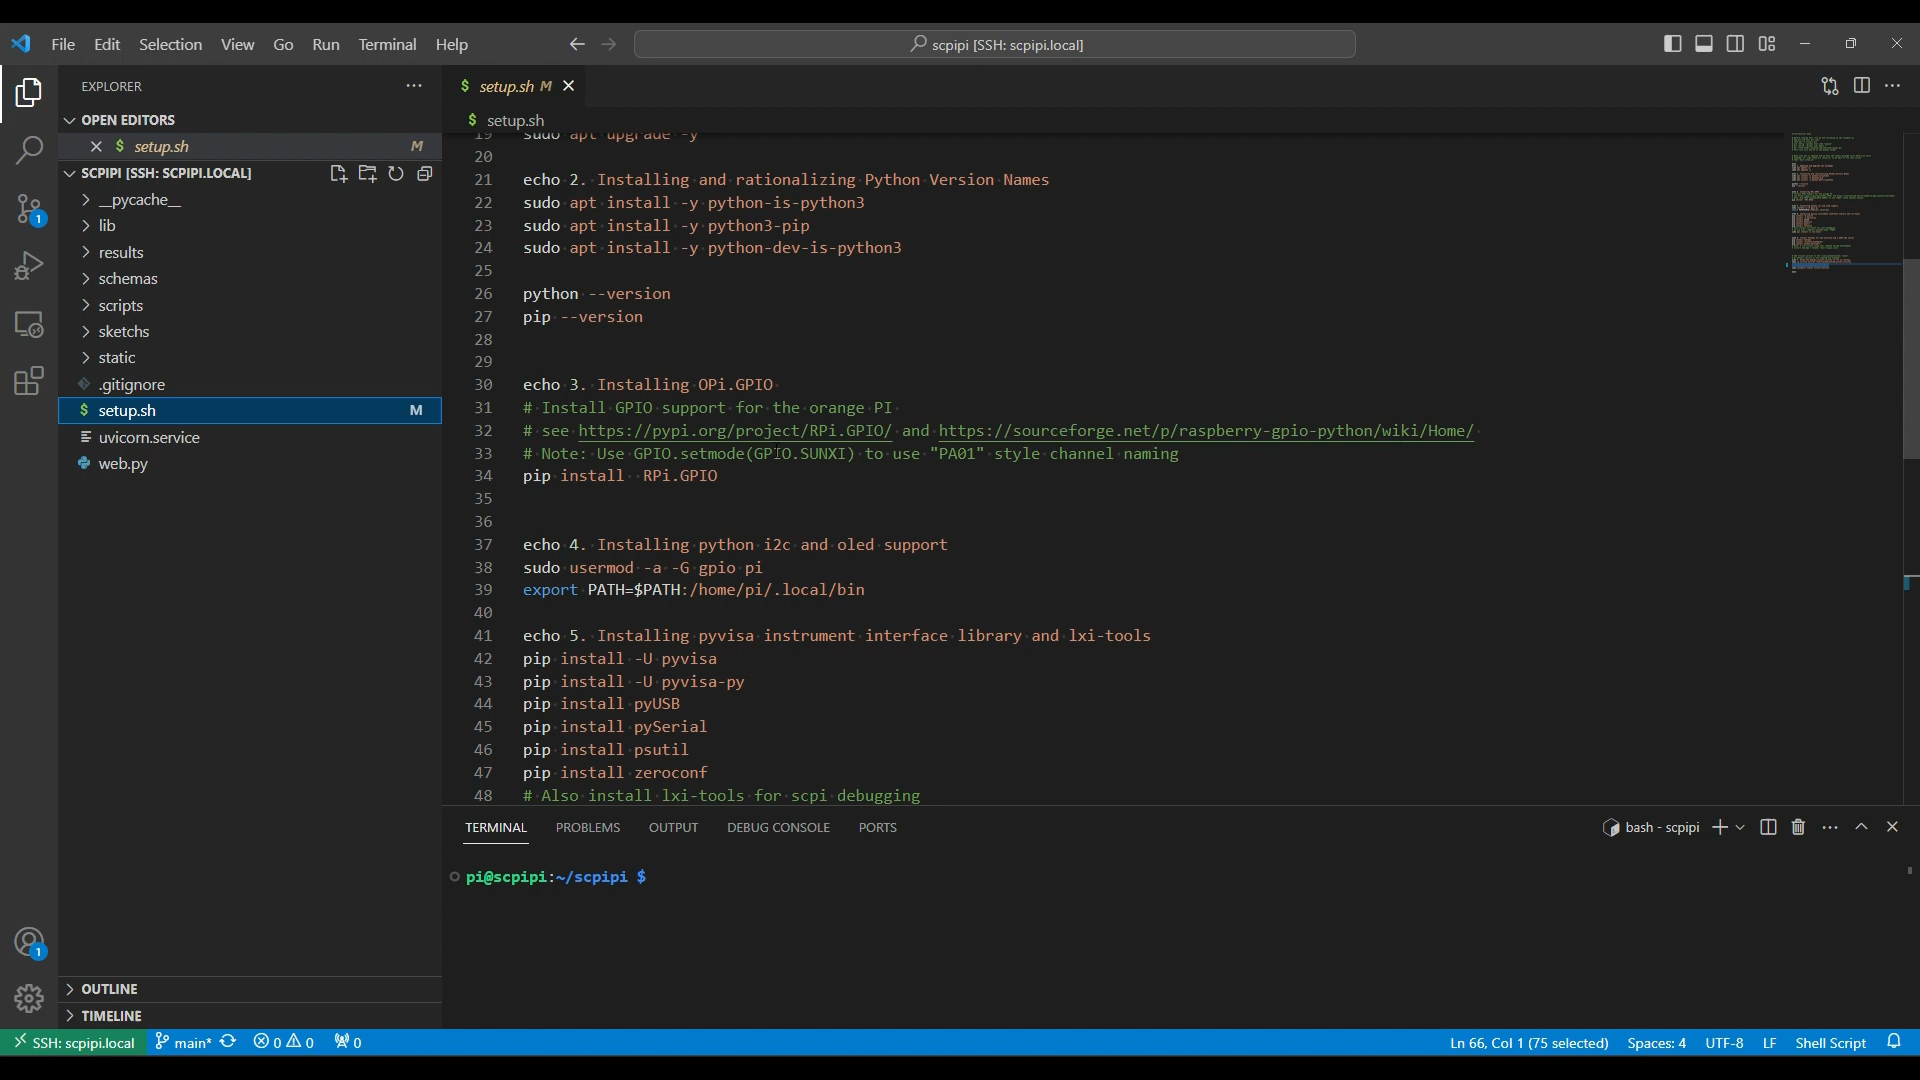 File Edit Selection View Go Run Terminal Help
scpipi [SSH: scpipi.local]
EXPLORER
OPEN EDITORS
$ setup.sh M
SCPIPI [SSH: SCPIPI.LOCAL]
__pycache__
lib
results
schemas
scripts
sketchs
static
.gitignore
$ setup.sh M
uvicorn.service
web.py
OUTLINE
TIMELINE
1
1
$ setup.sh M
$ setup.sh
19 sudo apt upgrade -y
20
21 echo 2. Installing and rationalizing Python Version Names
22 sudo apt install -y python-is-python3
23 sudo apt install -y python3-pip
24 sudo apt install -y python-dev-is-python3
25
26 python --version
27 pip --version
28
29
30 echo 3. Installing OPi.GPIO
31 # Install GPIO support for the orange PI
32 # see https://pypi.org/project/RPi.GPIO/ and https://sourceforge.net/p/raspberry-gpio-python/wiki/Home/
33 # Note: Use GPIO.setmode(GPIO.SUNXI) to use "PA01" style channel naming
34 pip install  RPi.GPIO
35
36
37 echo 4. Installing python i2c and oled support
38 sudo usermod -a -G gpio pi
39 export PATH=$PATH:/home/pi/.local/bin
40
41 echo 5. Installing pyvisa instrument interface library and lxi-tools
42 pip install -U pyvisa
43 pip install -U pyvisa-py
44 pip install pyUSB
45 pip install pySerial
46 pip install psutil
47 pip install zeroconf
48 # Also install lxi-tools for scpi debugging
TERMINAL PROBLEMS OUTPUT DEBUG CONSOLE PORTS
bash - scpipi
pi@scpipi:~/scpipi $
SSH: scpipi.local main* 0 0 0
Ln 66, Col 1 (75 selected) Spaces: 4 UTF-8 LF Shell Script